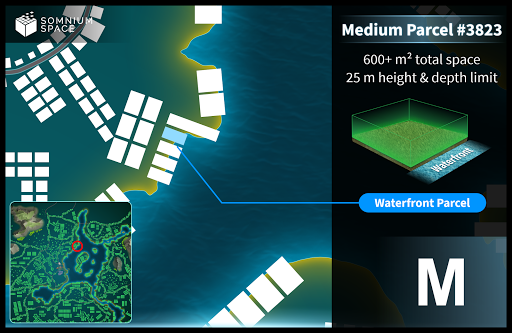 SOMNIUM
SPACE
Medium Parcel #3823
600+ m² total space
25 m height & depth limit
Waterfront
Waterfront Parcel
M